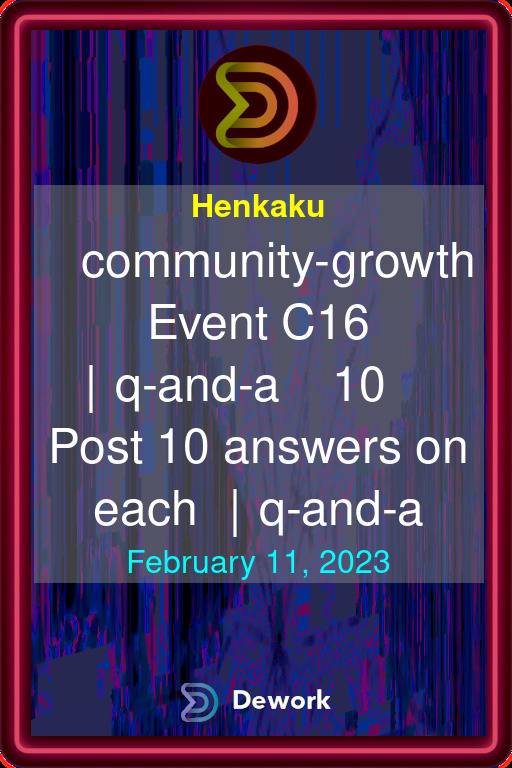 Henkaku
community-growth
Event C16
| q-and-a 10
Post 10 answers on
each | q-and-a
February 11, 2023
Dework